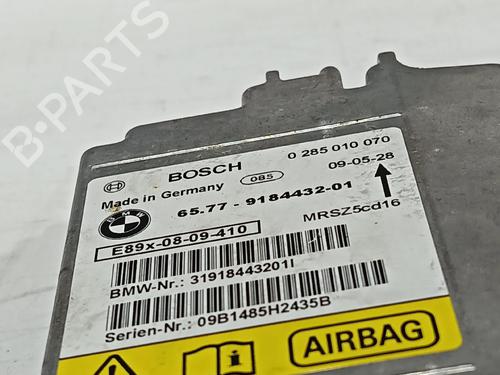 B-PARTS
BOSCH 0 285 010 070
Made in Germany 085 09-05-28
BMW 65.77 - 9184432-01
E89x-08-09-410 MRSZ5cd16
BMW-Nr.: 31918443201I
Serien-Nr.: 09B1485H2435B
AIRBAG